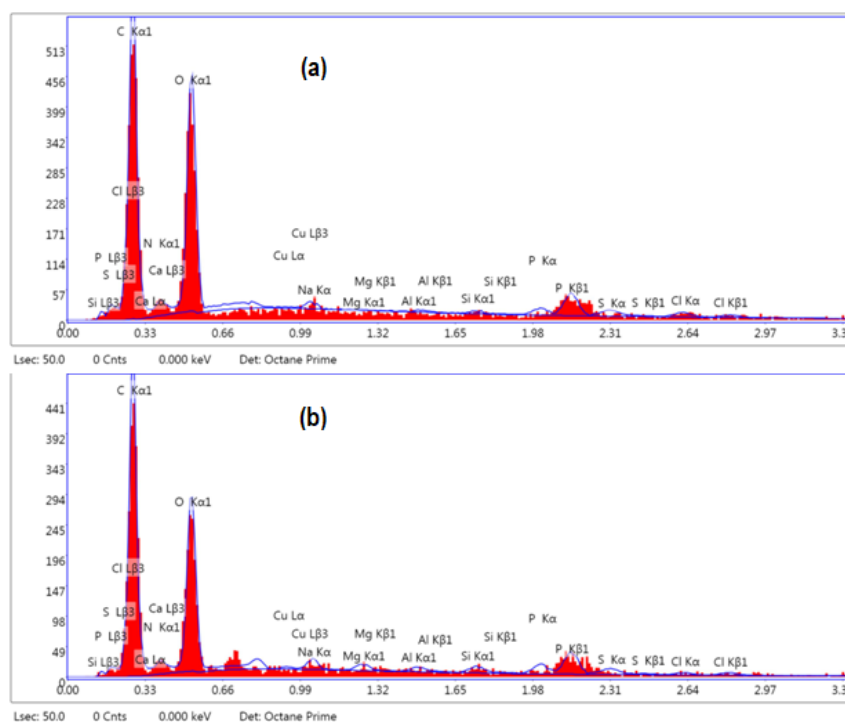 C Kα1
513
(a)
456
O Kα1
399
342
285
Cl Lβ3
228
171
N Kα1
Cu Lβ3
P Lβ3
Cu Lα
P Kα
114
S Lβ3
Ca Lβ3
Mg Kβ1
Al Kβ1
Si Kβ1
57
Si Lβ3
Ca Lα
Na Kα
Mg Kα1
Al Kα1
Si Kα1
P Kβ1
S Kα
S Kβ1
Cl Kα
Cl Kβ1
0
0.00 0.33 0.66 0.99 1.32 1.65 1.98 2.31 2.64 2.97 3.3
Lsec: 50.0 0 Cnts 0.000 keV Det: Octane Prime
C Kα1
441
(b)
392
343
O Kα1
294
245
196
Cl Lβ3
147
98
S Lβ3
Ca Lβ3
Cu Lα
P Kα
P Lβ3
N Kα1
Cu Lβ3
Mg Kβ1
Al Kβ1
Si Kβ1
49
Si Lβ3
Ca Lα
Na Kα
Mg Kα1
Al Kα1
Si Kα1
P Kβ1
S Kα
S Kβ1
Cl Kα
Cl Kβ1
0
0.00 0.33 0.66 0.99 1.32 1.65 1.98 2.31 2.64 2.97 3.3
Lsec: 50.0 0 Cnts 0.000 keV Det: Octane Prime